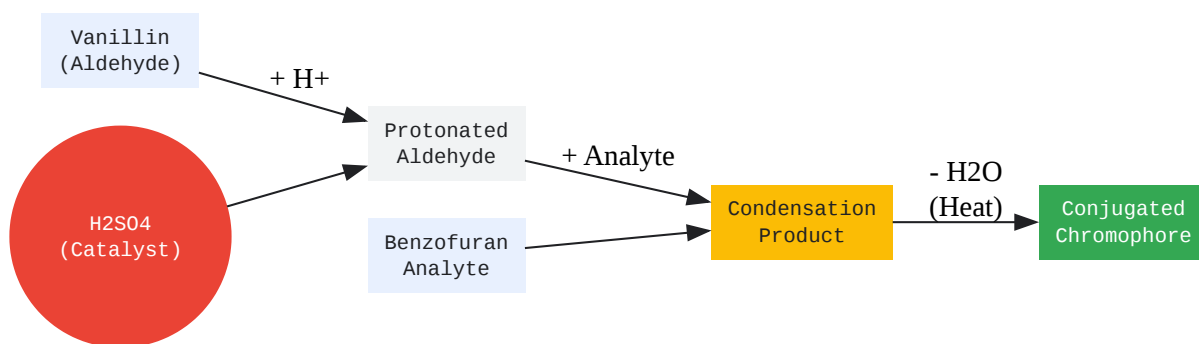 Vanillin
(Aldehyde)
+ H+
H2SO4
(Catalyst)
Protonated
Aldehyde
+ Analyte
Benzofuran
Analyte
Condensation
Product
- H2O
(Heat)
Conjugated
Chromophore